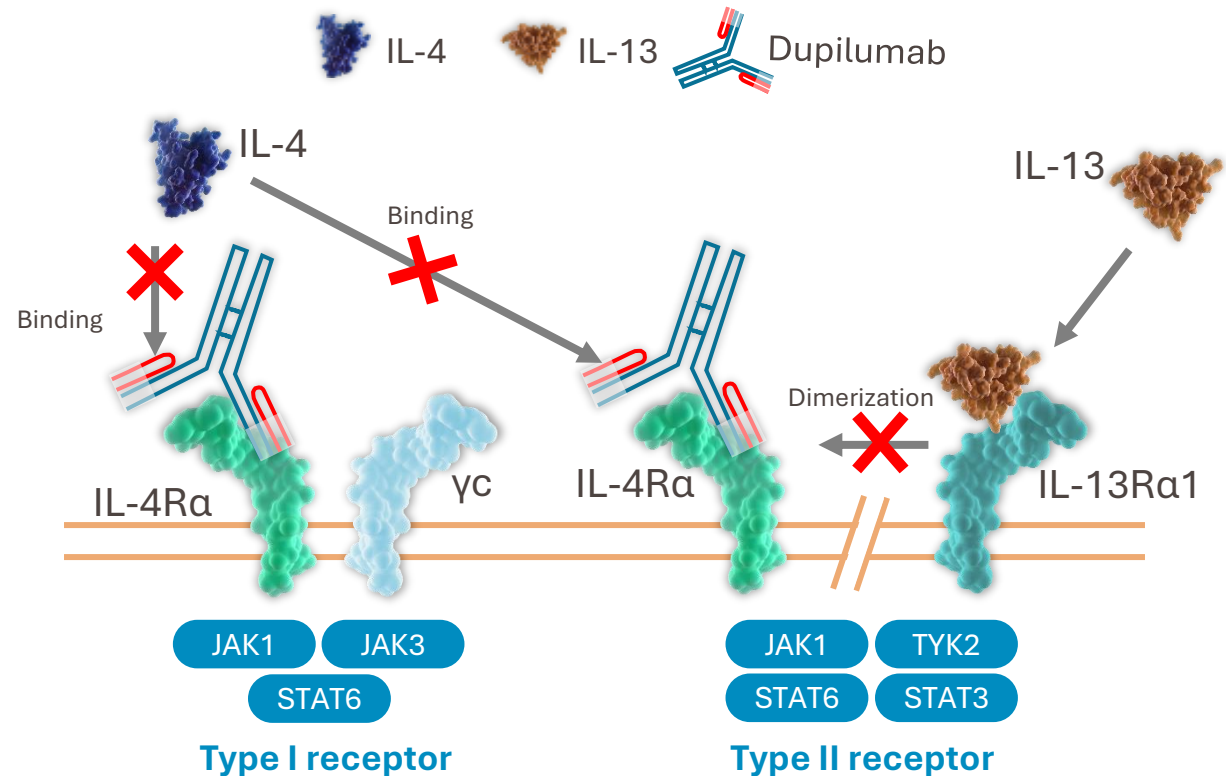 IL-4
IL-13
Dupilumab
IL-4
IL-13
Binding
Binding
Dimerization
IL-4Rα
γc
IL-4Rα
IL-13Rα1
JAK1
JAK3
JAK1
TYK2
STAT6
STAT6
STAT3
Type I receptor
Type II receptor